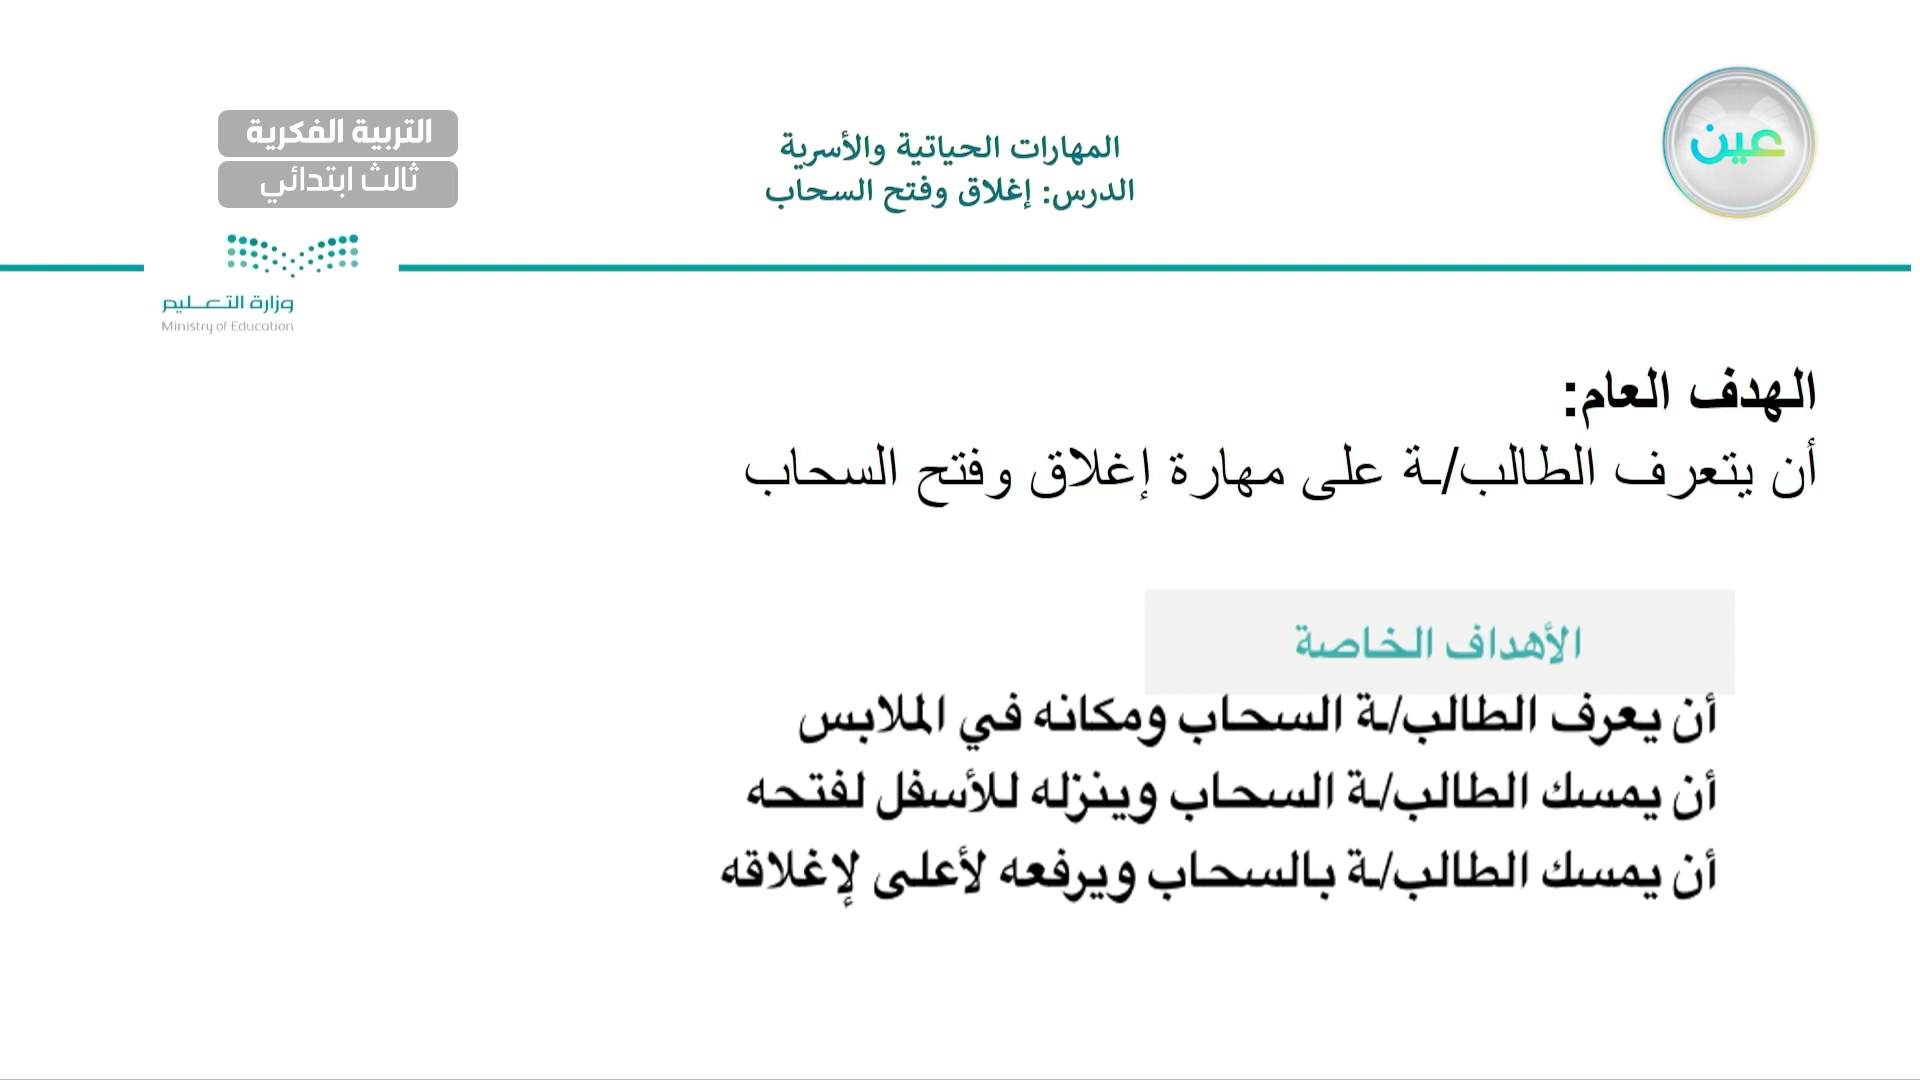 عين
المهارات الحياتية والأسرية
الدرس: إغلاق وفتح السحاب
التربية الفكرية
ثالث ابتدائي
وزارة التعليم
Ministry of Education
الهدف العام:
أن يتعرف الطالب/ـة على مهارة إغلاق وفتح السحاب
الأهداف الخاصة
أن يعرف الطالب/ـة السحاب ومكانه في الملابس
أن يمسك الطالب/ـة السحاب وينزله للأسفل لفتحه
أن يمسك الطالب/ـة بالسحاب ويرفعه لأعلى لإغلاقه